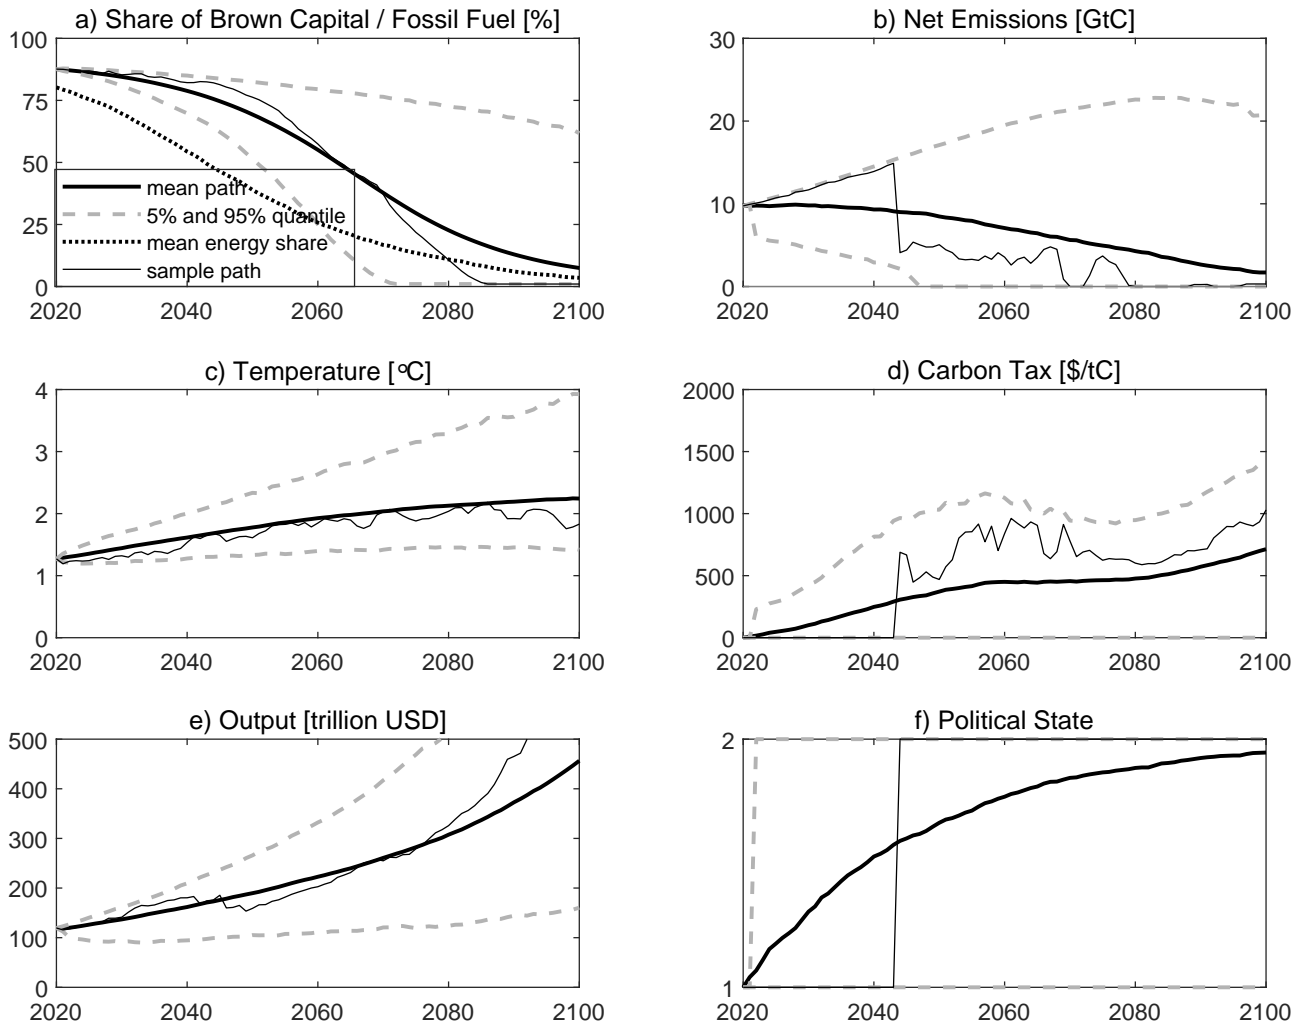 a) Share of Brown Capital / Fossil Fuel [%]
100
75
50
25
0
mean path
5% and 95% quantile
mean energy share
sample path
2020 2040 2060 2080 2100
b) Net Emissions [GtC]
30
20
10
0
2020 2040 2060 2080 2100
c) Temperature [°C]
4
3
2
1
0
2020 2040 2060 2080 2100
d) Carbon Tax [$/tC]
2000
1500
1000
500
0
2020 2040 2060 2080 2100
e) Output [trillion USD]
500
400
300
200
100
0
2020 2040 2060 2080 2100
f) Political State
2
1
2020 2040 2060 2080 2100